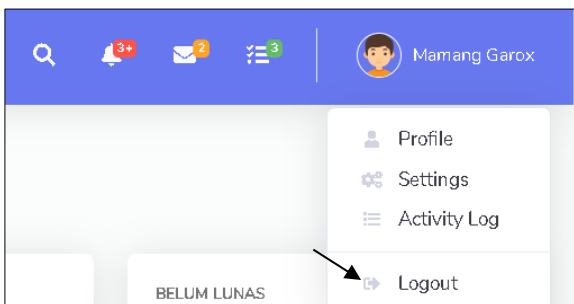 3+ 2 3 Mamang Garox
Profile
Settings
Activity Log
Logout
BELUM LUNAS